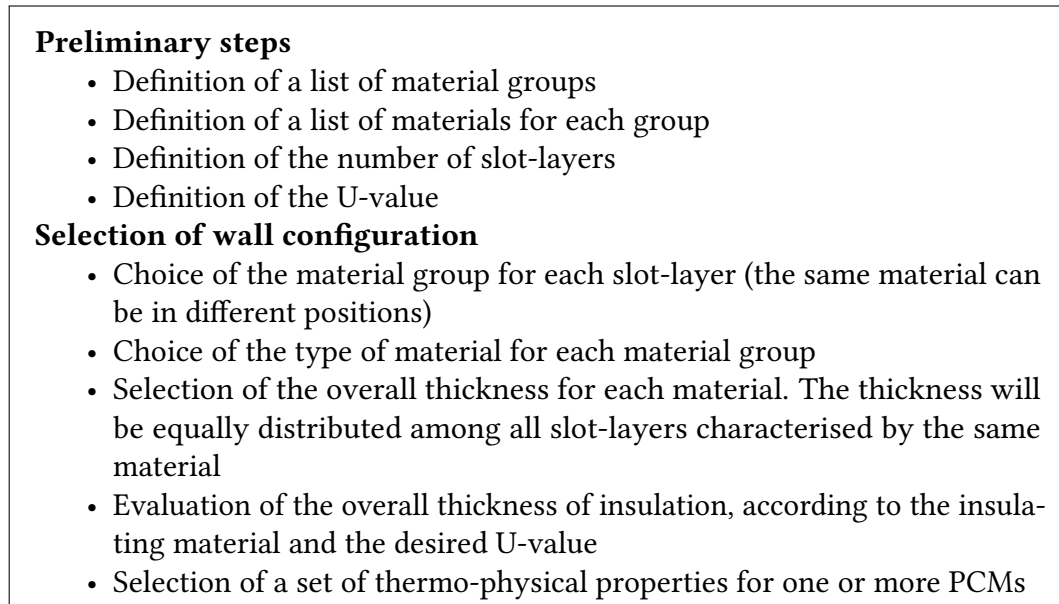 Preliminary steps
• Definition of a list of material groups
• Definition of a list of materials for each group
• Definition of the number of slot-layers
• Definition of the U-value
Selection of wall configuration
• Choice of the material group for each slot-layer (the same material can
be in different positions)
• Choice of the type of material for each material group
• Selection of the overall thickness for each material. The thickness will
be equally distributed among all slot-layers characterised by the same
material
• Evaluation of the overall thickness of insulation, according to the insula-
ting material and the desired U-value
• Selection of a set of thermo-physical properties for one or more PCMs